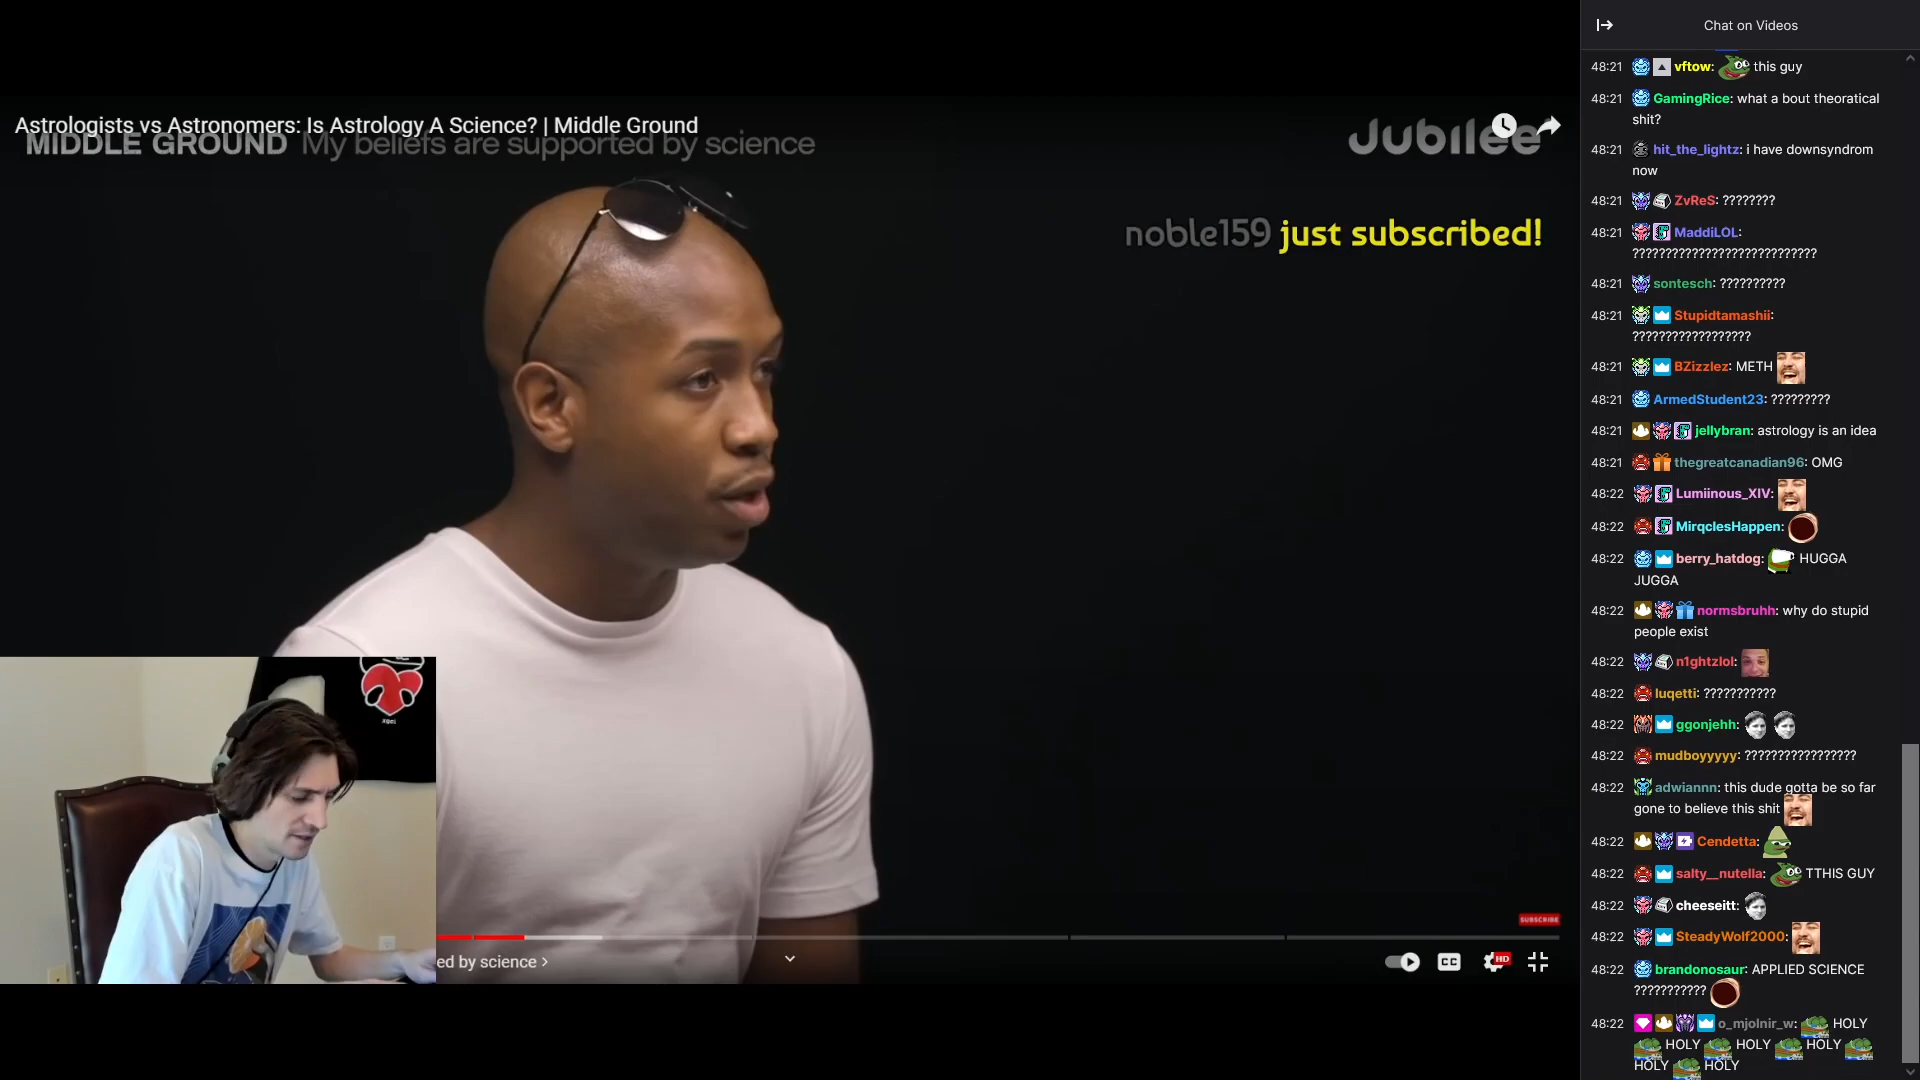 Chat on Videos
Astrologists vs Astronomers: Is Astrology A Science? | Middle Ground
MIDDLE GROUND My beliefs are supported by science
Jubilee
noble159 just subscribed!
xqcl
SUBSCRIBE
ed by science >
CC
HD
48:21 vftow: this guy
48:21 GamingRice: what a bout theoratical
shit?
48:21 hit_the_lightz: i have downsyndrom
now
48:21 ZvReS: ????????
48:21 MaddiLOL:
????????????????????????????
48:21 sontesch: ??????????
48:21 Stupidtamashii:
??????????????????
48:21 BZizzlez: METH
48:21 ArmedStudent23: ?????????
48:21 jellybran: astrology is an idea
48:21 thegreatcanadian96: OMG
48:22 Lumiinous_XIV:
48:22 MirqclesHappen:
48:22 berry_hatdog: HUGGA
JUGGA
48:22 normsbruhh: why do stupid
people exist
48:22 n1ghtzlol:
48:22 luqetti: ???????????
48:22 ggonjehh:
48:22 mudboyyyyy: ?????????????????
48:22 adwiannn: this dude gotta be so far
gone to believe this shit
48:22 Cendetta:
48:22 salty__nutella: TTHIS GUY
48:22 cheeseitt:
48:22 SteadyWolf2000:
48:22 brandonosaur: APPLIED SCIENCE
???????????
48:22 o_mjolnir_w: HOLY
HOLY HOLY HOLY
HOLY HOLY